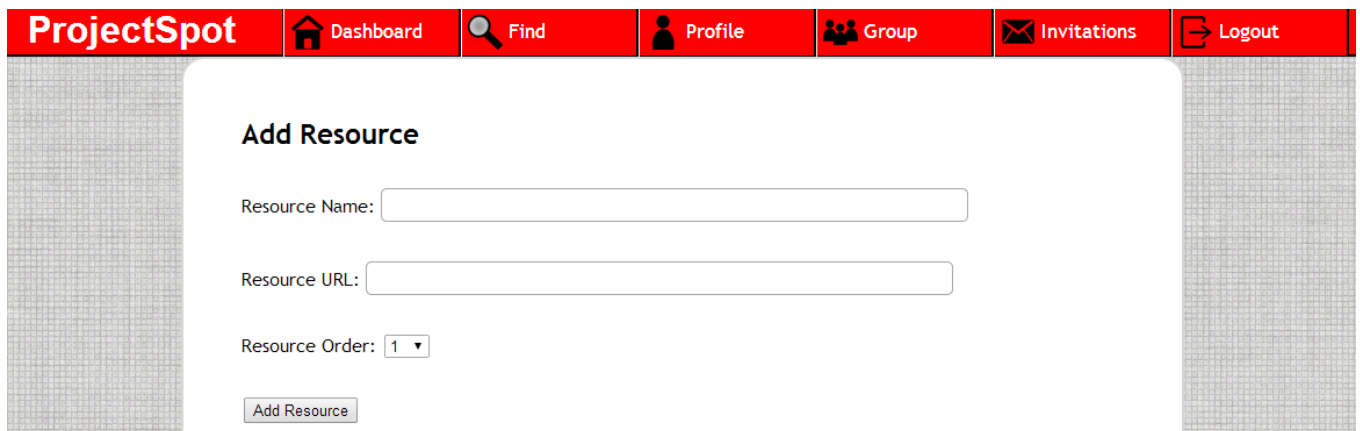 ProjectSpot Dashboard Find Profile Group Invitations Logout
Add Resource
Resource Name:
Resource URL:
Resource Order: 1
Add Resource